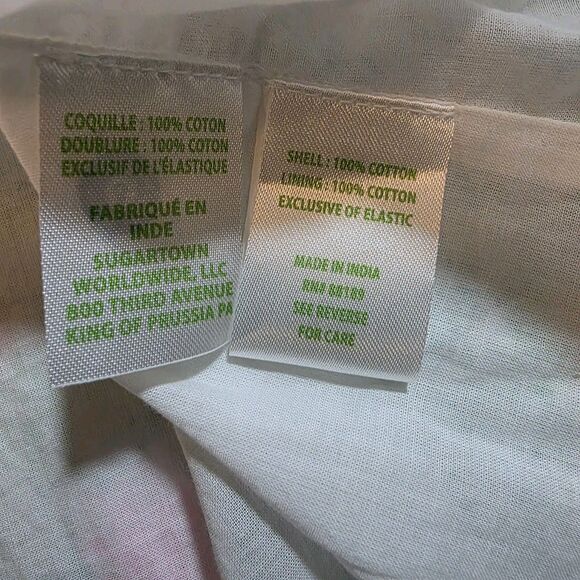 COQUILLE : 100% COTON
DOUBLURE : 100% COTON
EXCLUSIF DE L'ÉLASTIQUE
FABRIQUÉ EN
INDE
SUGARTOWN
WORLDWIDE, LLC
800 THIRD AVENUE
KING OF PRUSSIA PA
SHELL : 100% COTTON
LINING : 100% COTTON
EXCLUSIVE OF ELASTIC
MADE IN INDIA
RN# 88189
SEE REVERSE
FOR CARE